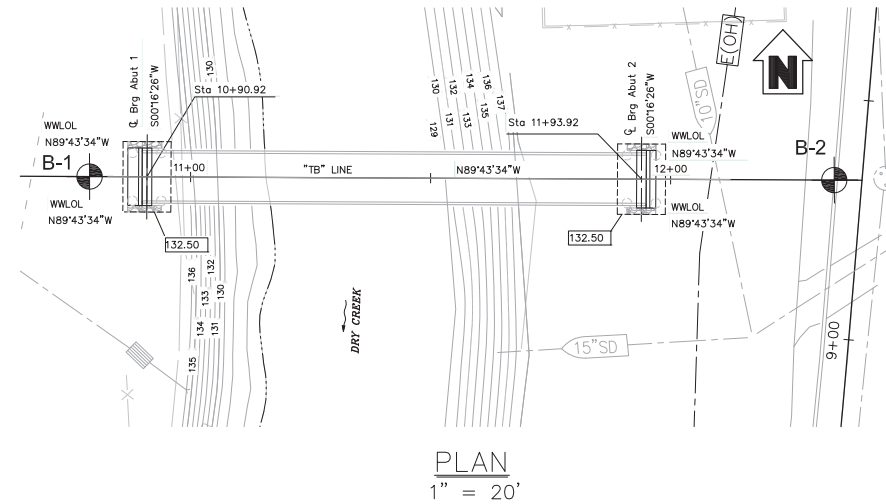 130
℄ Brg Abut 1
S00°16'26"W
Sta 10+90.92
WWLOL
N89°43'34"W
B-1
WWLOL
N89°43'34"W
11+00
"TB" LINE
N89°43'34"W
132.50
136
135
134
133
132
131
130
DRY CREEK
130
129
132
131
134
133
136
135
137
Sta 11+93.92
℄ Brg Abut 2
S00°16'26"W
WWLOL
N89°43'34"W
12+00
WWLOL
N89°43'34"W
132.50
10"SD
E(OH)
N
B-2
15"SD
9+00
PLAN
1" = 20'